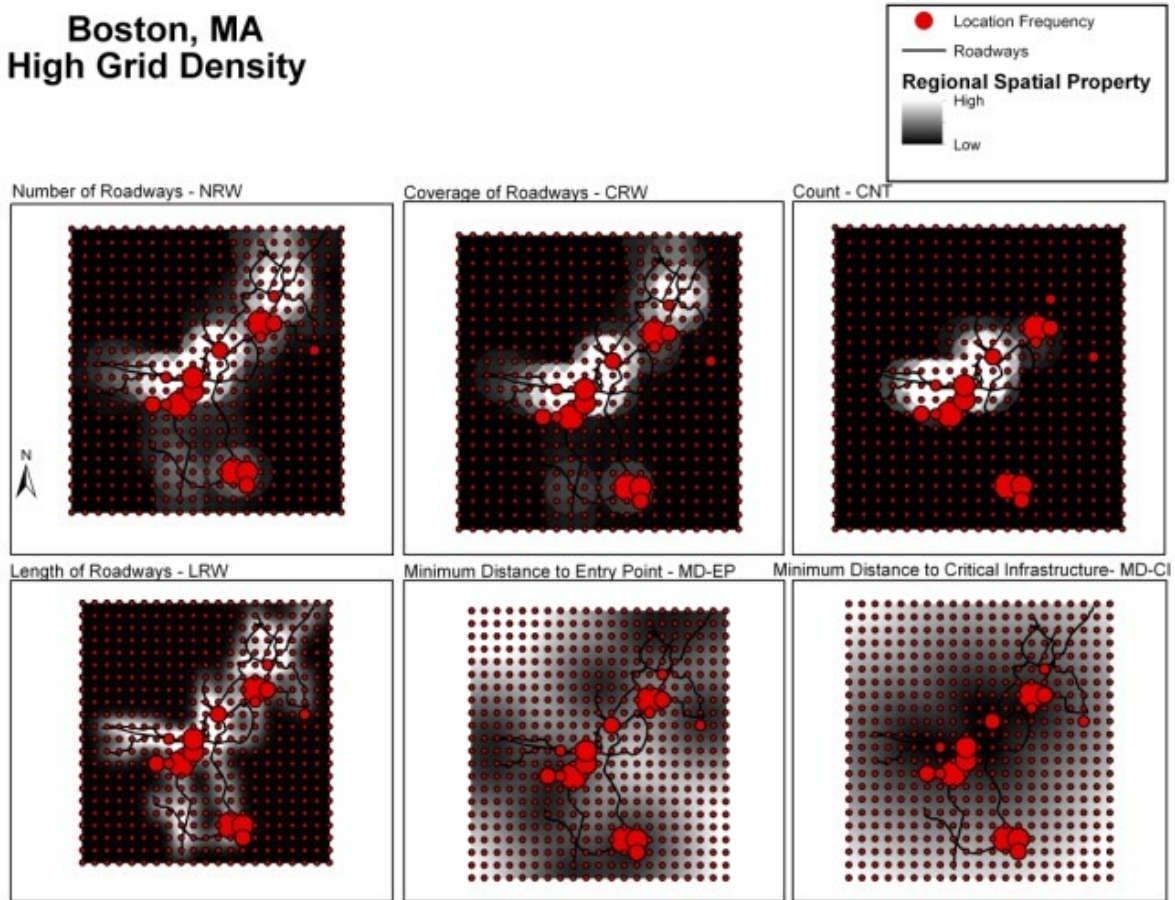 Boston, MA
High Grid Density
Location Frequency
Roadways
Regional Spatial Property
High
Low
Number of Roadways - NRW
Coverage of Roadways - CRW
Count - CNT
N
Length of Roadways - LRW
Minimum Distance to Entry Point - MD-EP
Minimum Distance to Critical Infrastructure- MD-CI